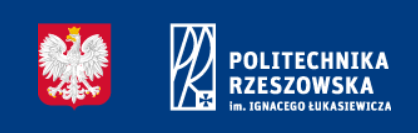 POLITECHNIKA
RZESZOWSKA
im. IGNACEGO ŁUKASIEWICZA